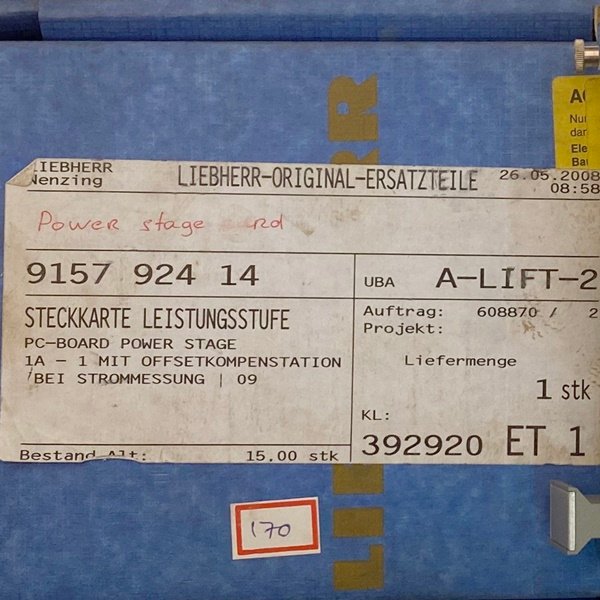 LIEBHERR
Nenzing
LIEBHERR-ORIGINAL-ERSATZTEILE
26.05.2008
08:58
Power stage
9157 924 14
UBA A-LIFT-2
STECKKARTE LEISTUNGSSTUFE
PC-BOARD POWER STAGE
1A - 1 MIT OFFSETKOMPENSTATION
/BEI STROMMESSUNG | 09
Auftrag: 608870 / 2
Projekt:
Liefermenge
1 stk
KL:
392920 ET 1
Bestand Alt: 15.00 stk
170